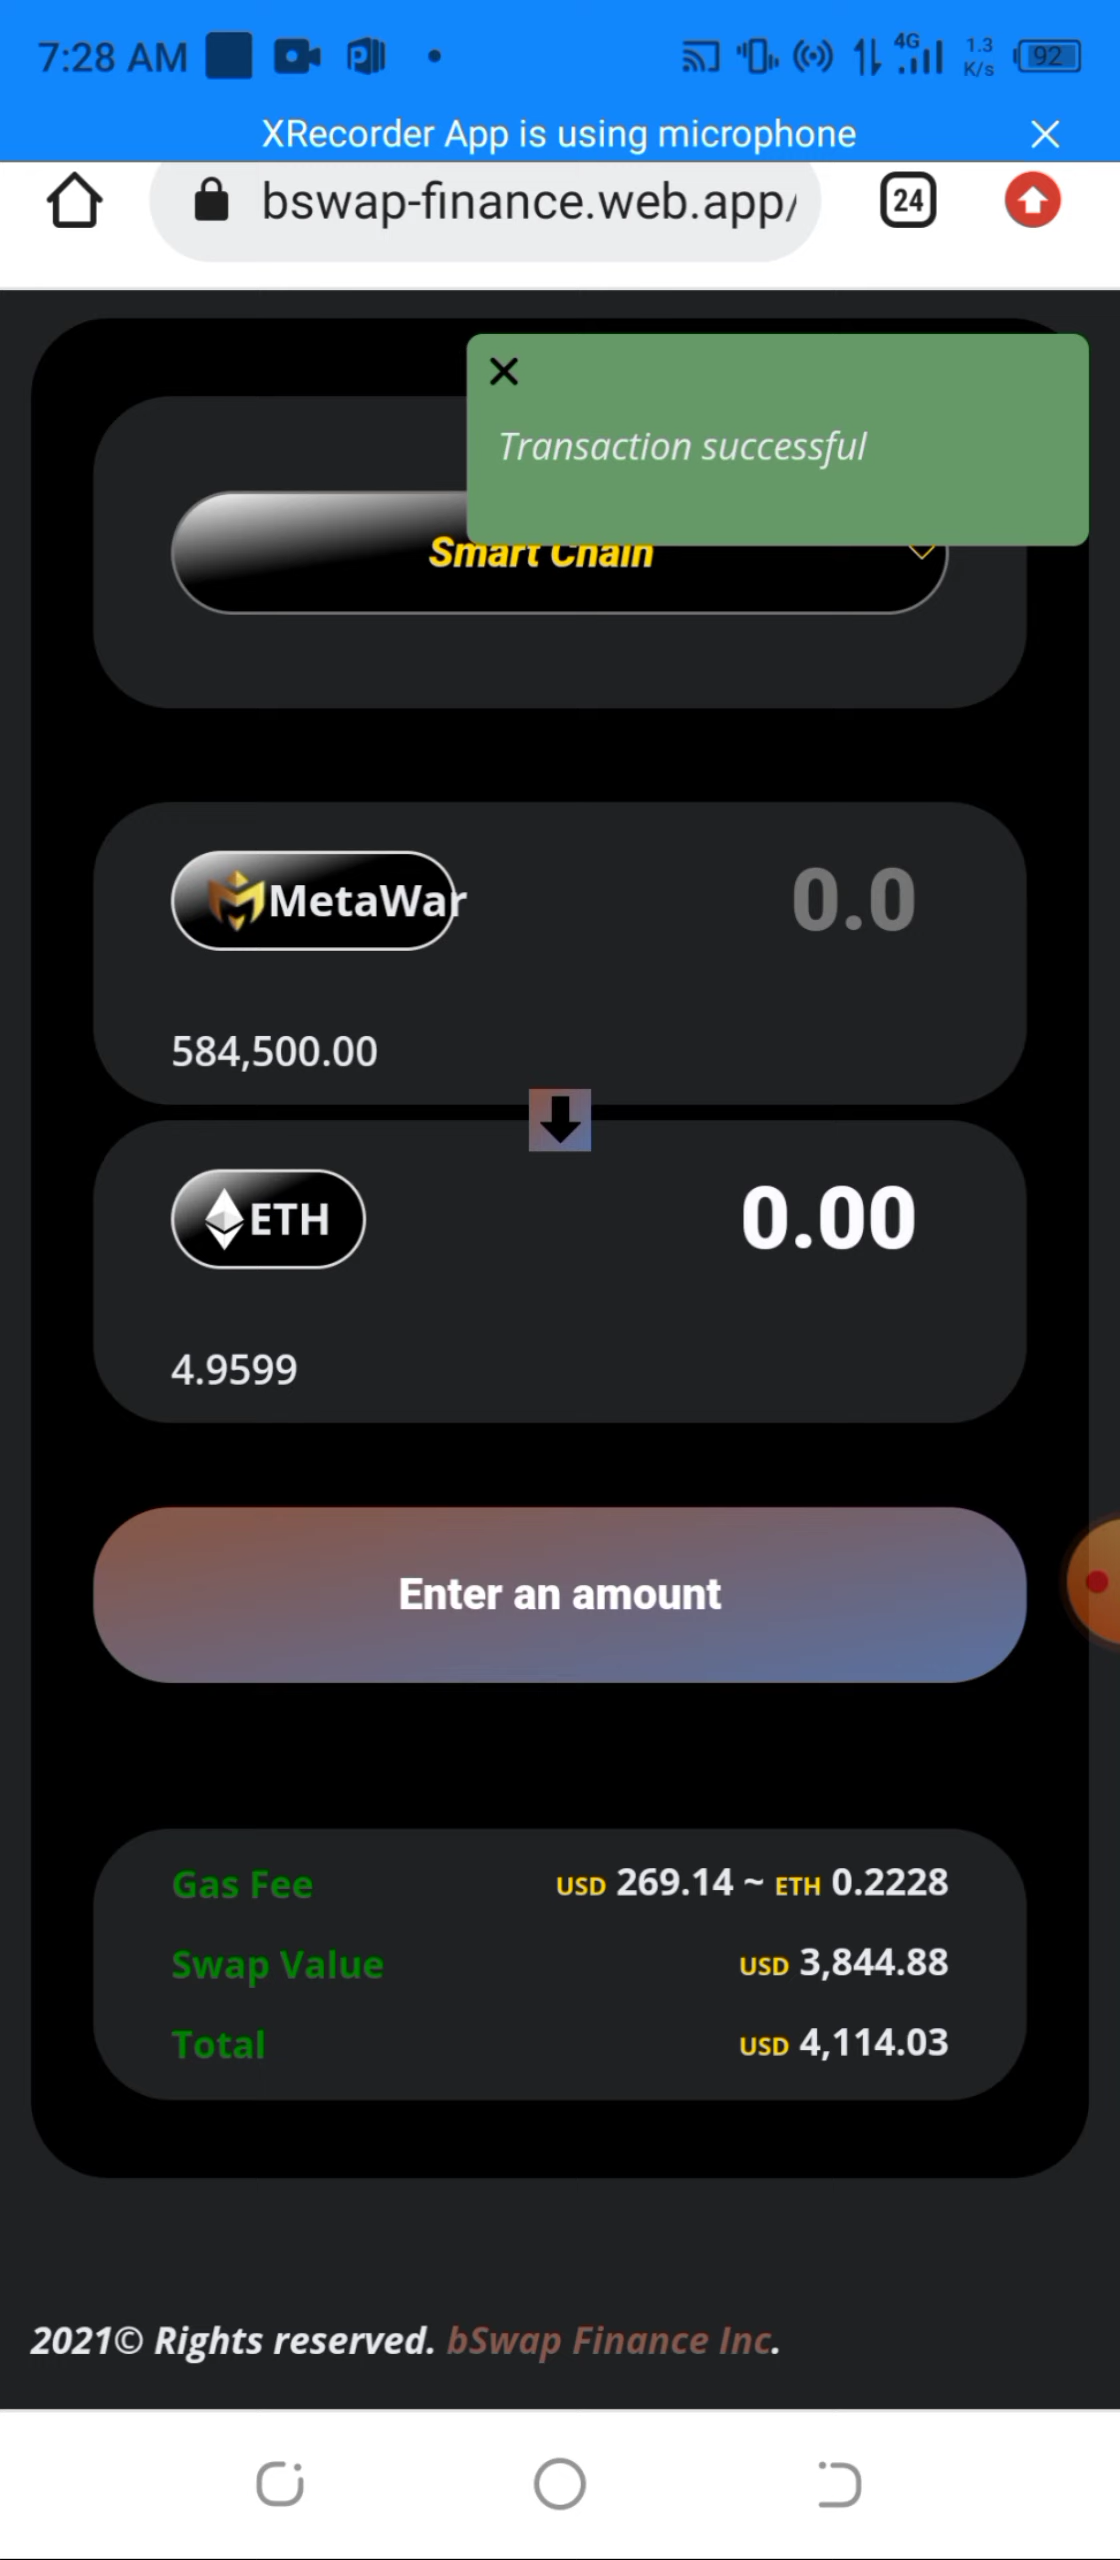 7:28 AM
4G
1.3
K/s
92
XRecorder App is using microphone
bswap-finance.web.app/
24
Transaction successful
Smart Chain
MetaWar
0.0
584,500.00
ETH
0.00
4.9599
Enter an amount
Gas Fee USD 269.14 ~ ETH 0.2228
Swap Value USD 3,844.88
Total USD 4,114.03
2021© Rights reserved. bSwap Finance Inc.